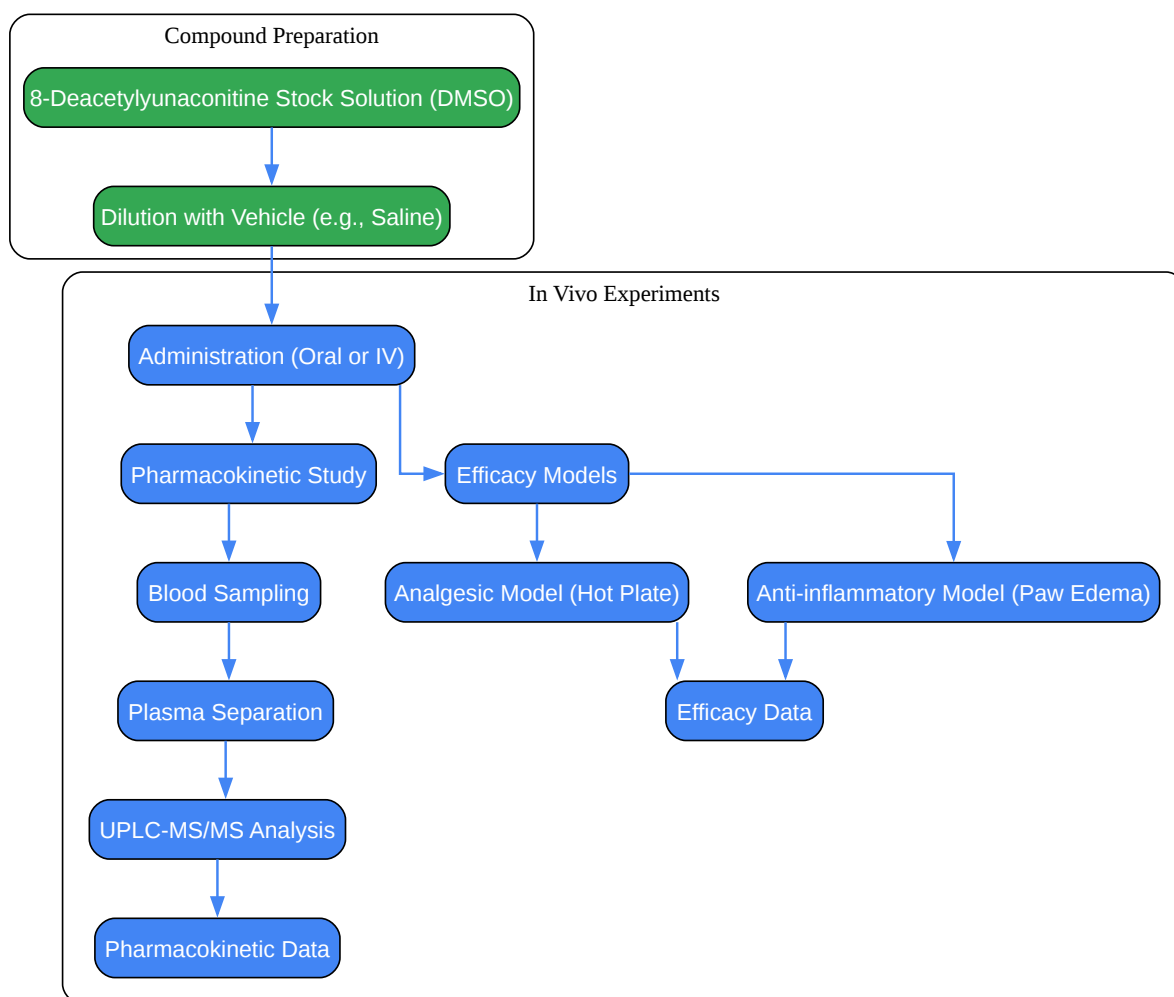 Compound Preparation
8-Deacetylyunaconitine Stock Solution (DMSO)
Dilution with Vehicle (e.g., Saline)
In Vivo Experiments
Administration (Oral or IV)
Pharmacokinetic Study
Efficacy Models
Blood Sampling
Analgesic Model (Hot Plate)
Anti-inflammatory Model (Paw Edema)
Plasma Separation
Efficacy Data
UPLC-MS/MS Analysis
Pharmacokinetic Data